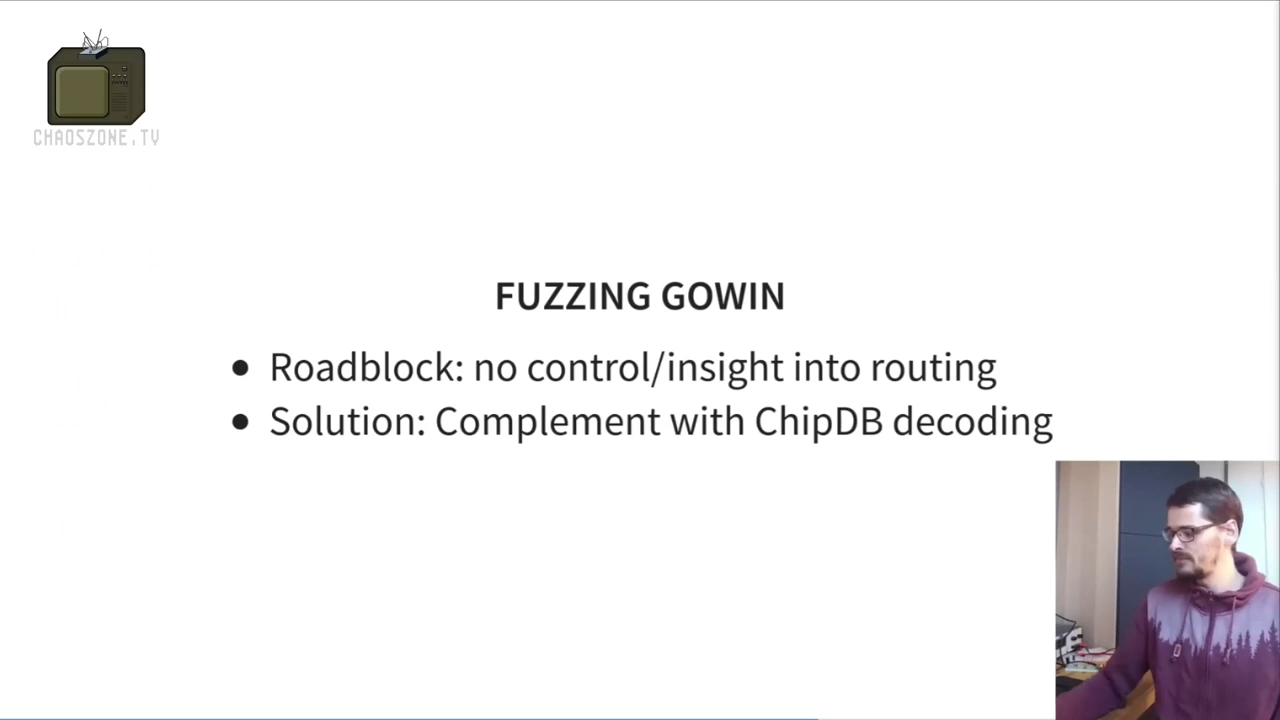 CHAOSZONE.TV
FUZZING GOWIN
Roadblock: no control/insight into routing
Solution: Complement with ChipDB decoding